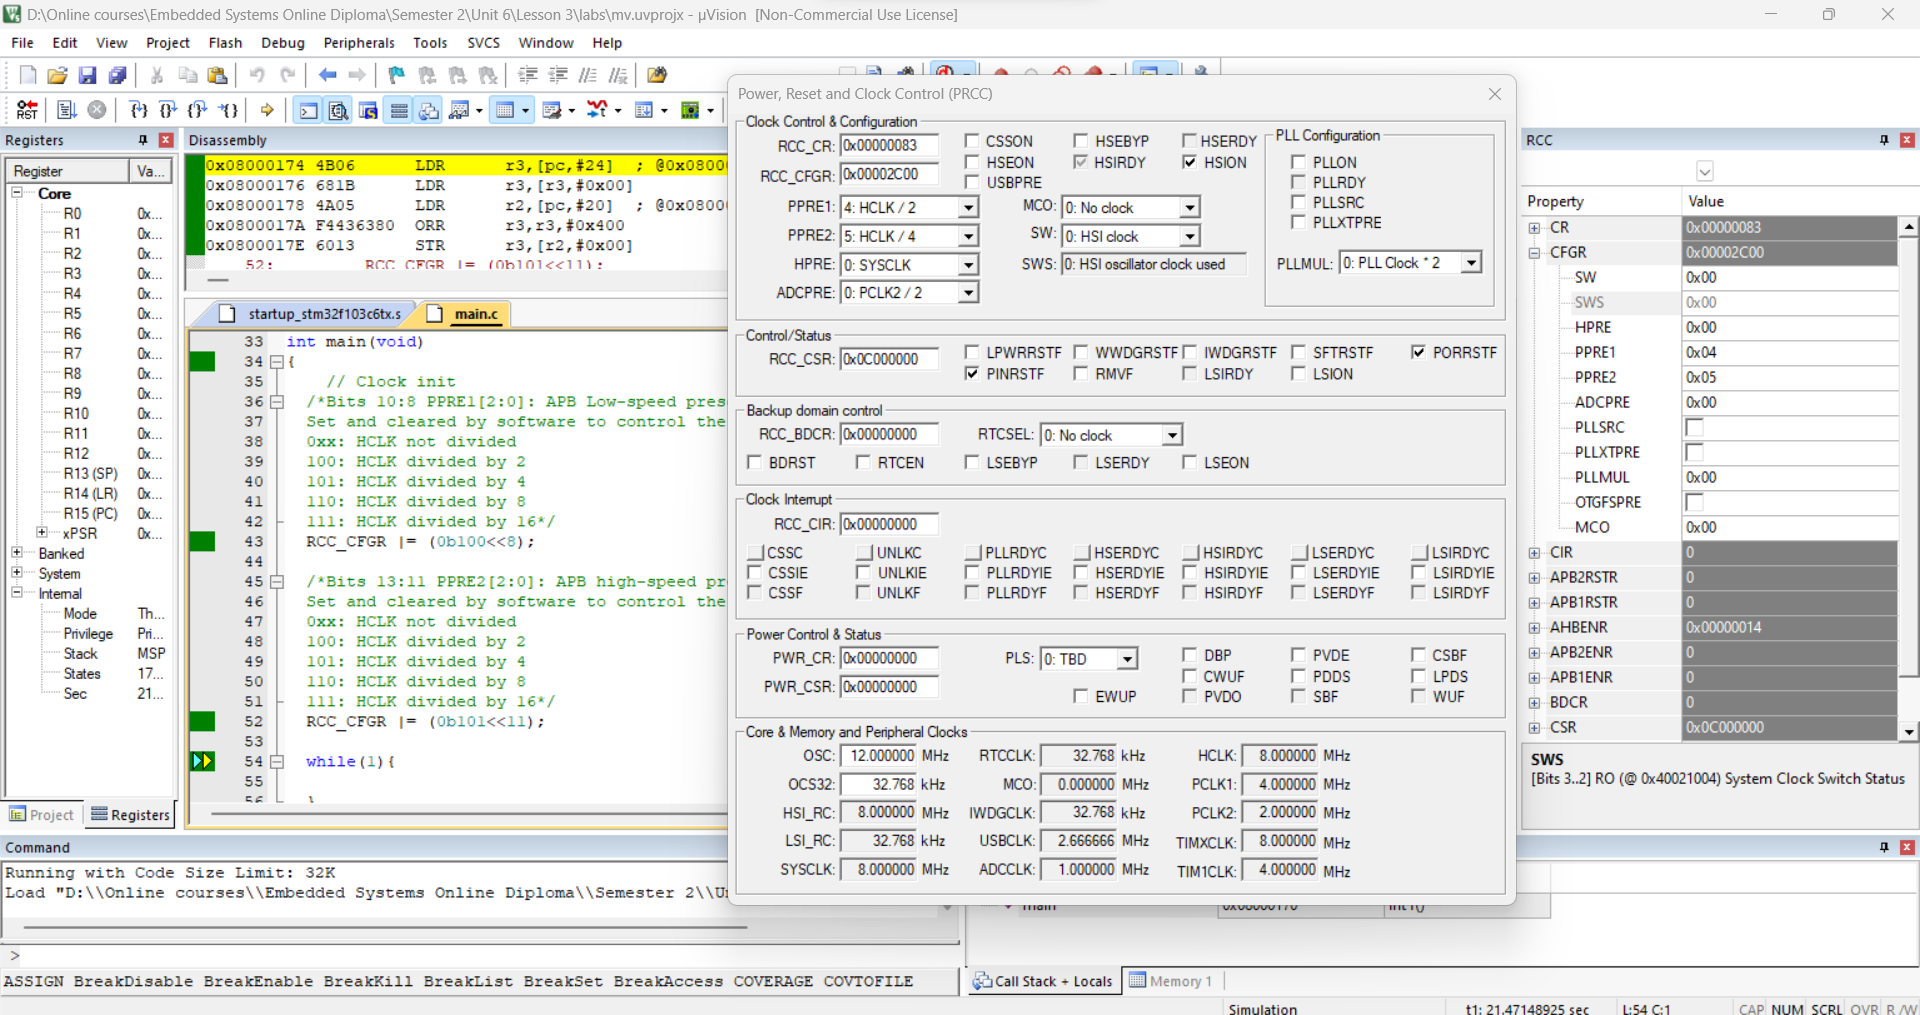 D:\Online courses\Embedded Systems Online Diploma\Semester 2\Unit 6\Lesson 3\labs\mv.uvprojx - µVision [Non-Commercial Use License]
File Edit View Project Flash Debug Peripherals Tools SVCS Window Help
RST
Registers
Register Va...
Core
R0 0x...
R1 0x...
R2 0x...
R3 0x...
R4 0x...
R5 0x...
R6 0x...
R7 0x...
R8 0x...
R9 0x...
R10 0x...
R11 0x...
R12 0x...
R13 (SP) 0x...
R14 (LR) 0x...
R15 (PC) 0x...
xPSR 0x...
Banked
System
Internal
Mode Th...
Privilege Pri...
Stack MSP
States 17...
Sec 21...
Project Registers
Disassembly
0x08000174 4B06 LDR r3,[pc,#24] ; @0x0800
0x08000176 681B LDR r3,[r3,#0x00]
0x08000178 4A05 LDR r2,[pc,#20] ; @0x0800
0x0800017A F4436380 ORR r3,r3,#0x400
0x0800017E 6013 STR r3,[r2,#0x00]
52: RCC_CFGR |= (0b101<<11);
startup_stm32f103c6tx.s main.c
33 int main(void)
34 {
35 // Clock init
36 /*Bits 10:8 PPRE1[2:0]: APB Low-speed pres
37 Set and cleared by software to control the
38 0xx: HCLK not divided
39 100: HCLK divided by 2
40 101: HCLK divided by 4
41 110: HCLK divided by 8
42 111: HCLK divided by 16*/
43 RCC_CFGR |= (0b100<<8);
44
45 /*Bits 13:11 PPRE2[2:0]: APB high-speed pr
46 Set and cleared by software to control the
47 0xx: HCLK not divided
48 100: HCLK divided by 2
49 101: HCLK divided by 4
50 110: HCLK divided by 8
51 111: HCLK divided by 16*/
52 RCC_CFGR |= (0b101<<11);
53
54 while(1){
55
56 }
Power, Reset and Clock Control (PRCC)
Clock Control & Configuration
RCC_CR: 0x00000083 CSSON HSEBYP HSERDY
RCC_CFGR: 0x00002C00 HSEON HSIRDY HSION
USBPRE
PPRE1: 4: HCLK / 2 MCO: 0: No clock
PPRE2: 5: HCLK / 4 SW: 0: HSI clock
HPRE: 0: SYSCLK SWS: 0: HSI oscillator clock used
ADCPRE: 0: PCLK2 / 2
PLL Configuration
PLLON
PLLRDY
PLLSRC
PLLXTPRE
PLLMUL: 0: PLL Clock * 2
Control/Status
RCC_CSR: 0x0C000000 LPWRRSTF WWDGRSTF IWDGRSTF SFTRSTF PORRSTF
PINRSTF RMVF LSIRDY LSION
Backup domain control
RCC_BDCR: 0x00000000 RTCSEL: 0: No clock
BDRST RTCEN LSEBYP LSERDY LSEON
Clock Interrupt
RCC_CIR: 0x00000000
CSSC UNLKC PLLRDYC HSERDYC HSIRDYC LSERDYC LSIRDYC
CSSIE UNLKIE PLLRDYIE HSERDYIE HSIRDYIE LSERDYIE LSIRDYIE
CSSF UNLKF PLLRDYF HSERDYF HSIRDYF LSERDYF LSIRDYF
Power Control & Status
PWR_CR: 0x00000000 PLS: 0: TBD DBP PVDE CSBF
CWUF PDDS LPDS
PWR_CSR: 0x00000000 EWUP PVDO SBF WUF
Core & Memory and Peripheral Clocks
OSC: 12.000000 MHz RTCCLK: 32.768 kHz HCLK: 8.000000 MHz
OCS32: 32.768 kHz MCO: 0.000000 MHz PCLK1: 4.000000 MHz
HSI_RC: 8.000000 MHz IWDGCLK: 32.768 kHz PCLK2: 2.000000 MHz
LSI_RC: 32.768 kHz USBCLK: 2.666666 MHz TIMXCLK: 8.000000 MHz
SYSCLK: 8.000000 MHz ADCCLK: 1.000000 MHz TIM1CLK: 4.000000 MHz
RCC
Property Value
CR 0x00000083
CFGR 0x00002C00
SW 0x00
SWS 0x00
HPRE 0x00
PPRE1 0x04
PPRE2 0x05
ADCPRE 0x00
PLLSRC
PLLXTPRE
PLLMUL 0x00
OTGFSPRE
MCO 0x00
CIR 0
APB2RSTR 0
APB1RSTR 0
AHBENR 0x00000014
APB2ENR 0
APB1ENR 0
BDCR 0
CSR 0x0C000000
SWS
[Bits 3..2] RO (@ 0x40021004) System Clock Switch Status
Command
Running with Code Size Limit: 32K
Load "D:\\Online courses\\Embedded Systems Online Diploma\\Semester 2\\U
>
ASSIGN BreakDisable BreakEnable BreakKill BreakList BreakSet BreakAccess COVERAGE COVTOFILE
main 0x08000170 int f()
Call Stack + Locals Memory 1
Simulation t1: 21.47148925 sec L:54 C:1 CAP NUM SCRL OVR R/W